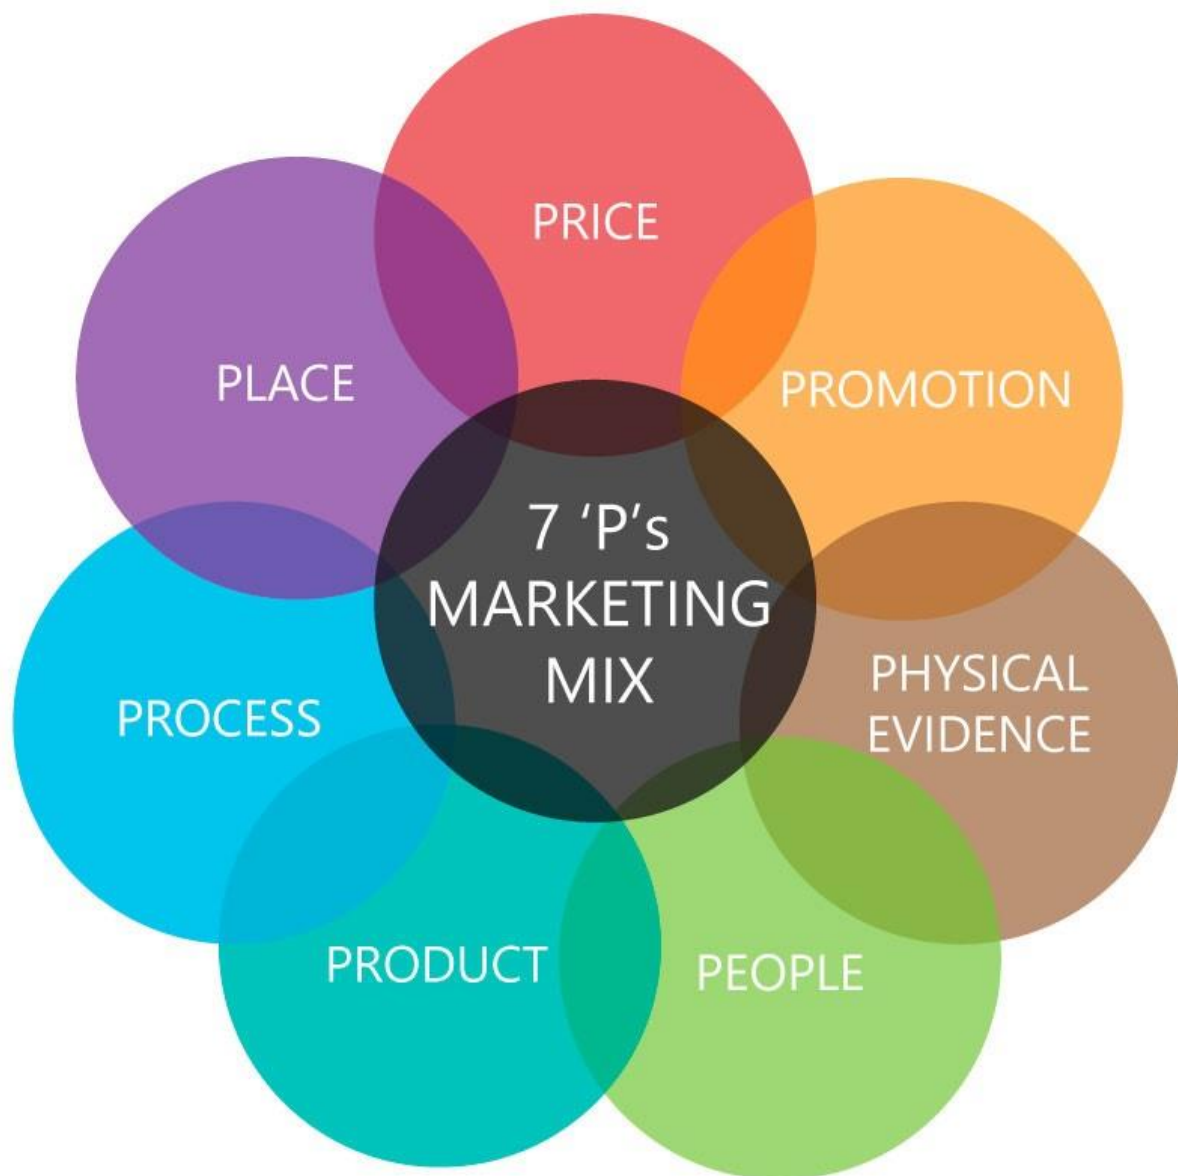 PRICE
PROMOTION
PLACE
7 ‘P’s
MARKETING
MIX
PHYSICAL
EVIDENCE
PROCESS
PRODUCT
PEOPLE